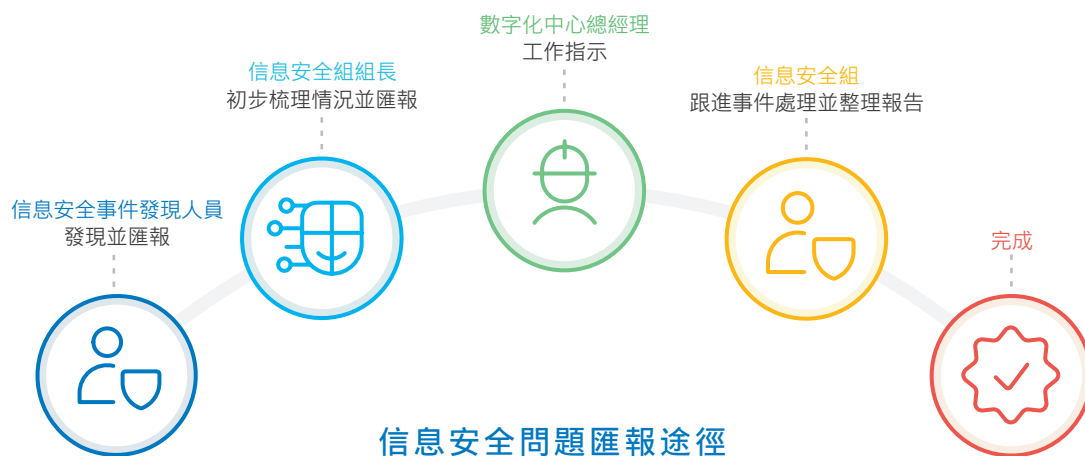 信息安全事件發現人員
發現並匯報
信息安全組組長
初步梳理情況並匯報
數字化中心總經理
工作指示
信息安全組
跟進事件處理並整理報告
完成
信息安全問題匯報途徑